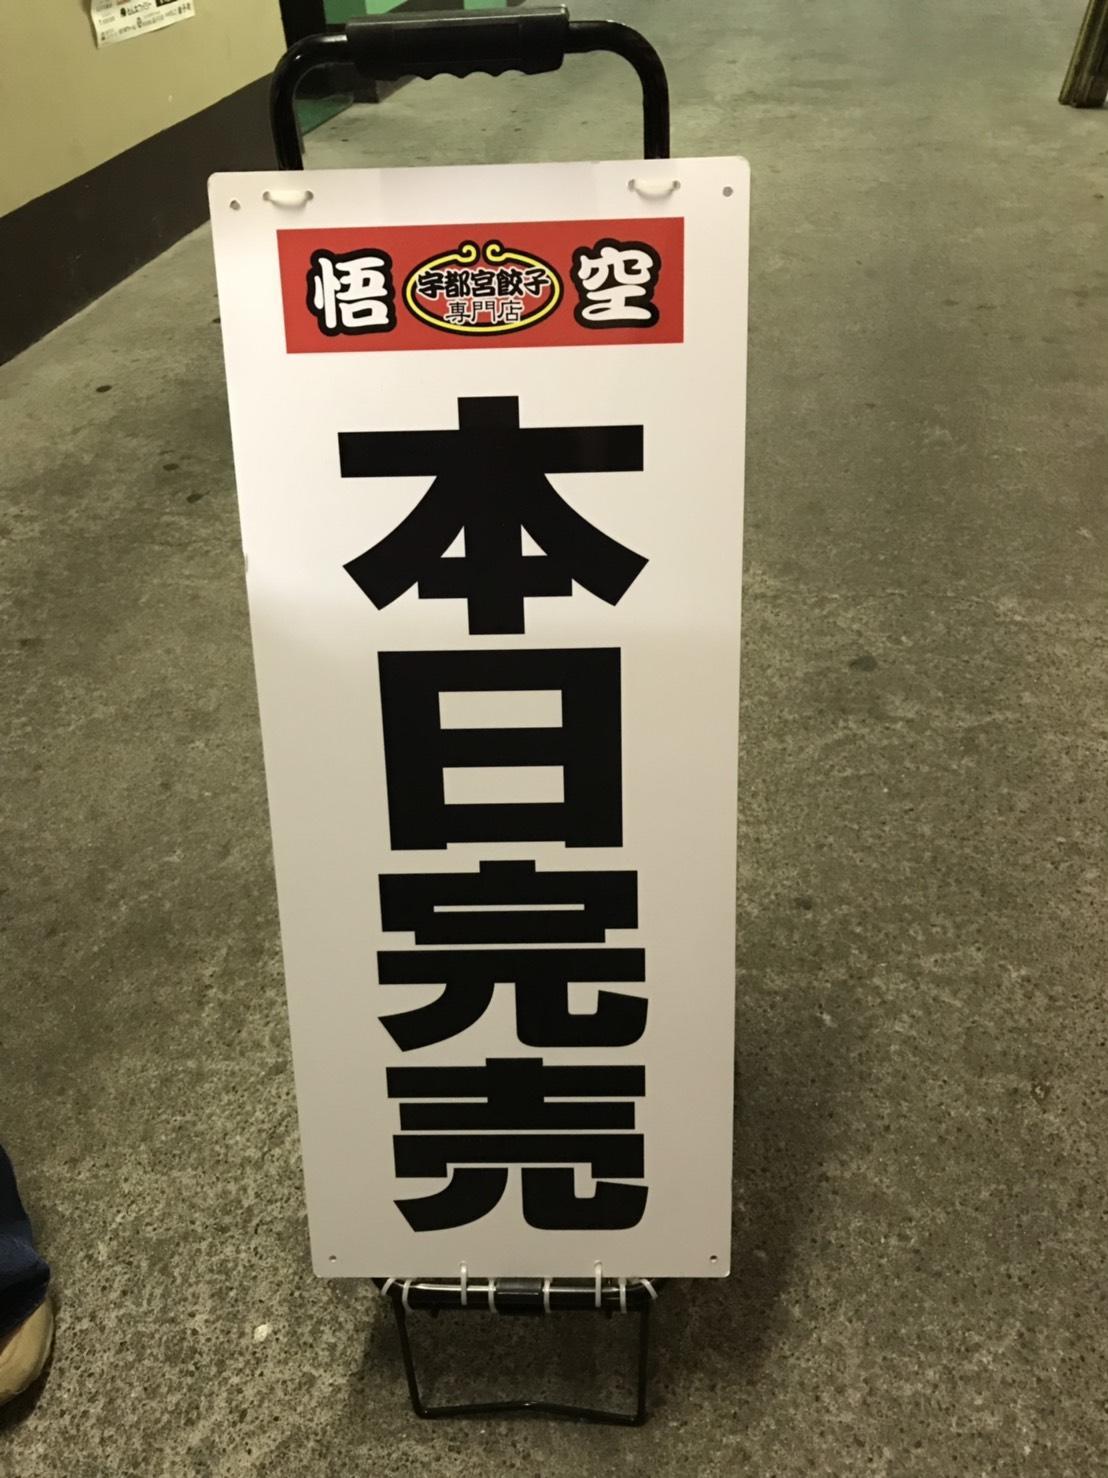 悟 宇都宮餃子 専門店 空
本日完売